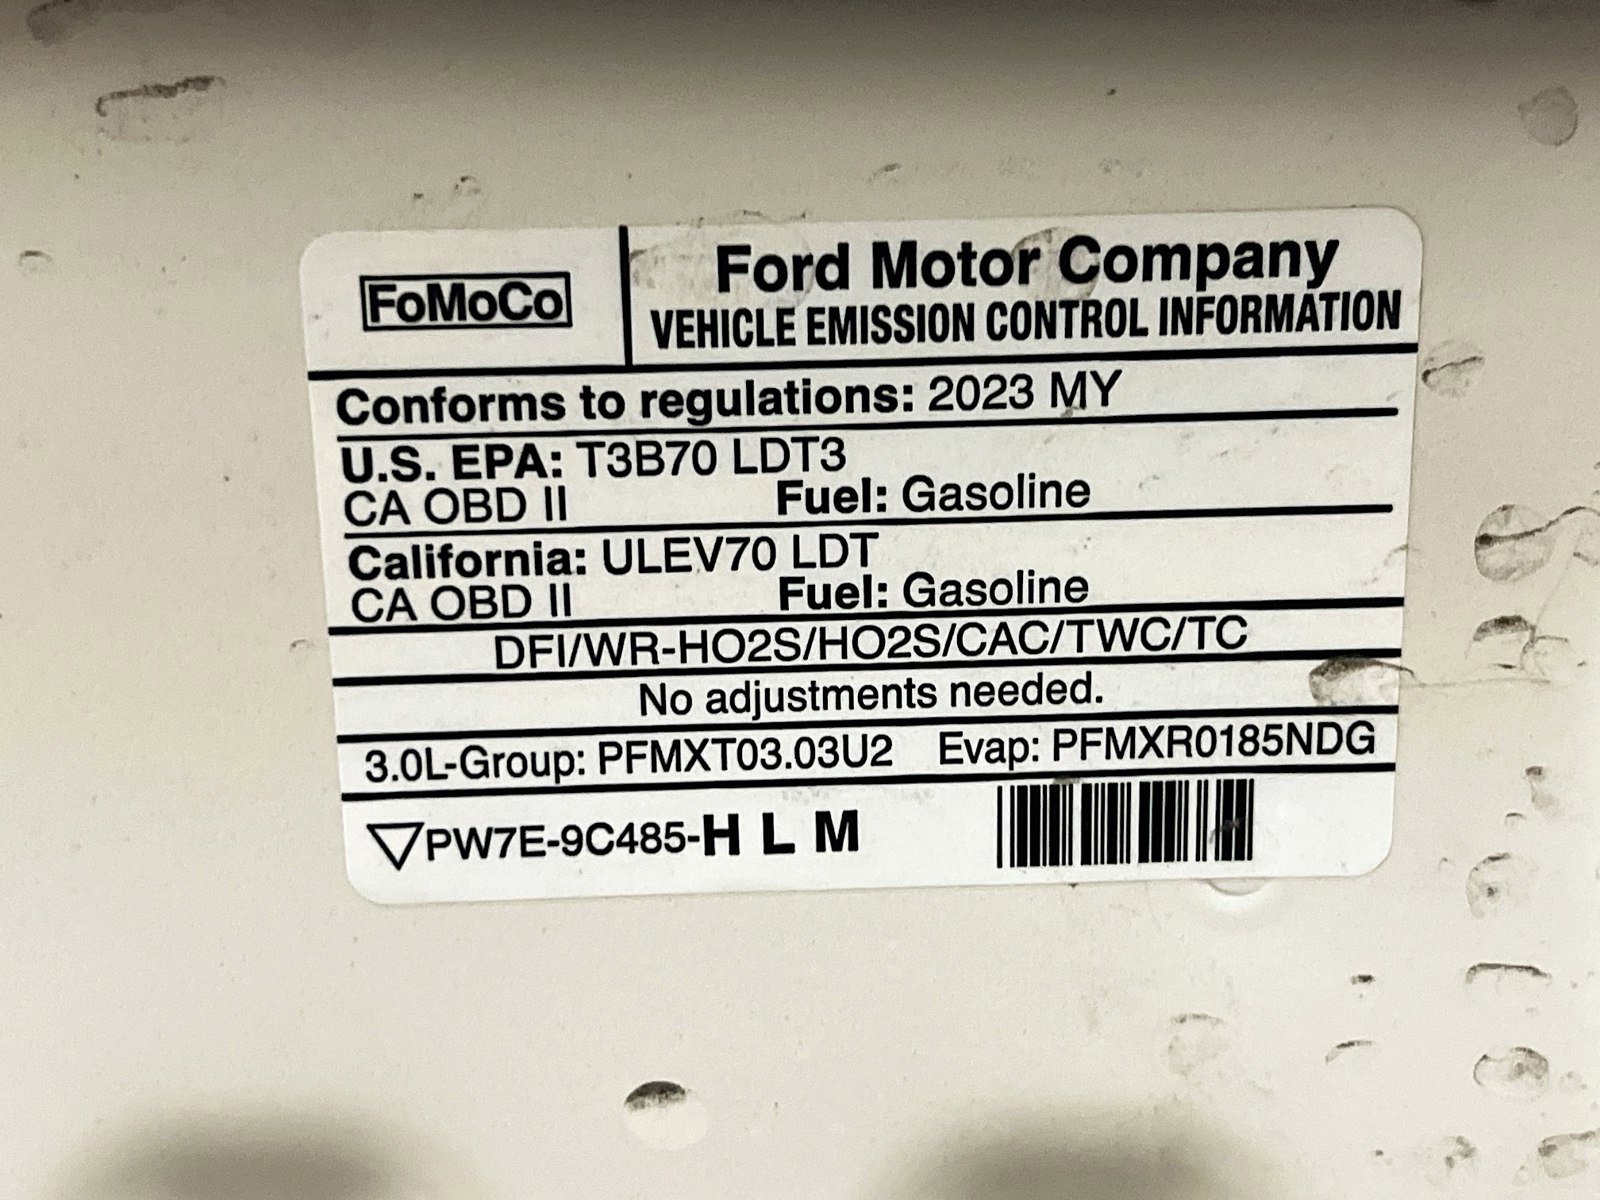 FoMoCo
Ford Motor Company
VEHICLE EMISSION CONTROL INFORMATION
Conforms to regulations: 2023 MY
U.S. EPA: T3B70 LDT3
CA OBD II Fuel: Gasoline
California: ULEV70 LDT
CA OBD II Fuel: Gasoline
DFI/WR-HO2S/HO2S/CAC/TWC/TC
No adjustments needed.
3.0L-Group: PFMXT03.03U2 Evap: PFMXR0185NDG
PW7E-9C485-H L M